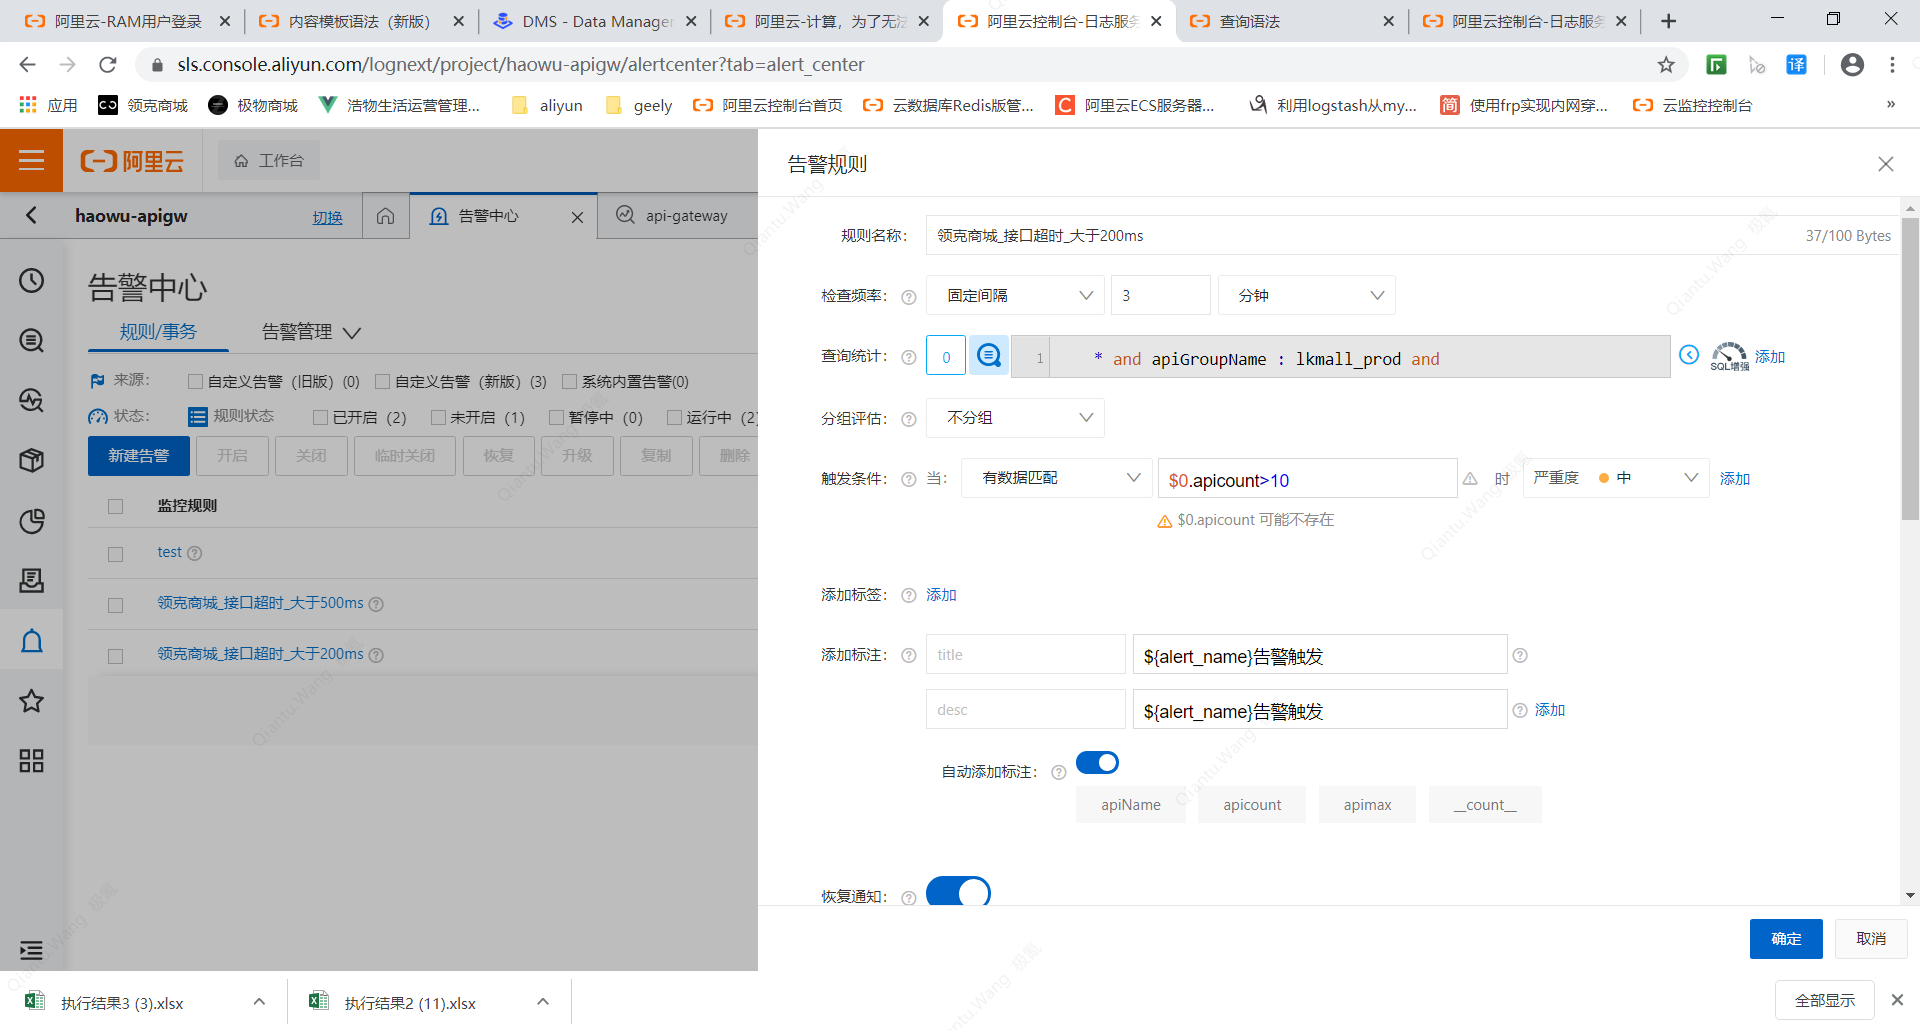 阿里云-RAM用户登录
内容模板语法（新版）
DMS - Data Manager
阿里云-计算，为了无法
阿里云控制台-日志服务
查询语法
阿里云控制台-日志服务
sls.console.aliyun.com/lognext/project/haowu-apigw/alertcenter?tab=alert_center
译
应用
领克商城
极物商城
浩物生活运营管理...
aliyun
geely
阿里云控制台首页
云数据库Redis版管...
C
阿里云ECS服务器...
利用logstash从my...
简
使用frp实现内网穿...
云监控控制台
»
阿里云
工作台
haowu-apigw
切换
告警中心
api-gateway
告警中心
规则/事务
告警管理
来源：
自定义告警（旧版）(0)
自定义告警（新版）(3)
系统内置告警(0)
状态：
规则状态
已开启 (2)
未开启 (1)
暂停中 (0)
运行中 (2)
新建告警
开启
关闭
临时关闭
恢复
升级
复制
删除
监控规则
test
领克商城_接口超时_大于500ms
领克商城_接口超时_大于200ms
告警规则
规则名称：
领克商城_接口超时_大于200ms
37/100 Bytes
检查频率：
固定间隔
3
分钟
查询统计：
0
1
* and apiGroupName : lkmall_prod and
SQL增强
添加
分组评估：
不分组
触发条件：
当：
有数据匹配
$0.apicount>10
时
严重度
中
添加
$0.apicount 可能不存在
添加标签：
添加
添加标注：
title
${alert_name}告警触发
desc
${alert_name}告警触发
添加
自动添加标注：
apiName
apicount
apimax
__count__
恢复通知：
确定
取消
执行结果3 (3).xlsx
执行结果2 (11).xlsx
全部显示
Qiantu.Wang 极氪